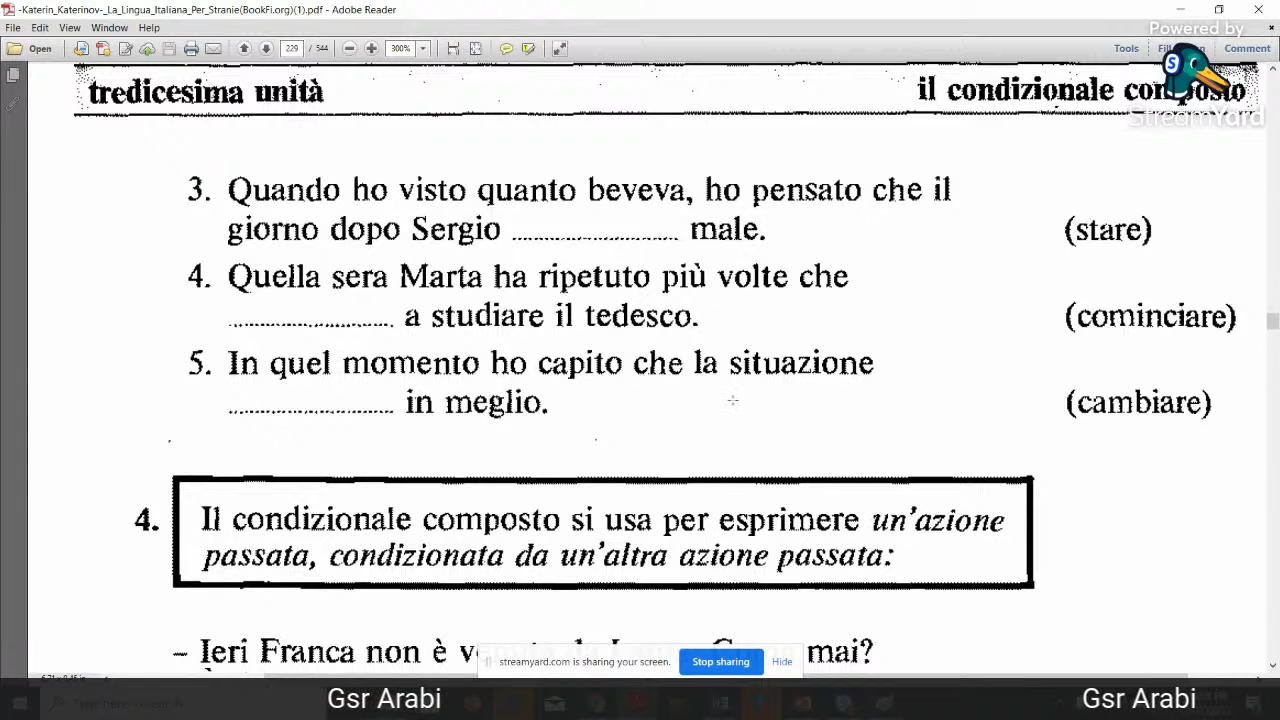 -Katerin_Katerinov-_La_Lingua_Italiana_Per_Stranie(BookFi.org)(1).pdf - Adobe Reader
File Edit View Window Help
Powered by
Open 229 / 544 300% Tools Comment
StreamYard
tredicesima unità il condizionale composto
3. Quando ho visto quanto beveva, ho pensato che il
giorno dopo Sergio ........................ male. (stare)
4. Quella sera Marta ha ripetuto più volte che
........................ a studiare il tedesco. (cominciare)
5. In quel momento ho capito che la situazione
........................ in meglio. (cambiare)
4. Il condizionale composto si usa per esprimere un'azione
passata, condizionata da un'altra azione passata:
– Ieri Franca non è mai?
streamyard.com is sharing your screen. Stop sharing Hide
Gsr Arabi Gsr Arabi